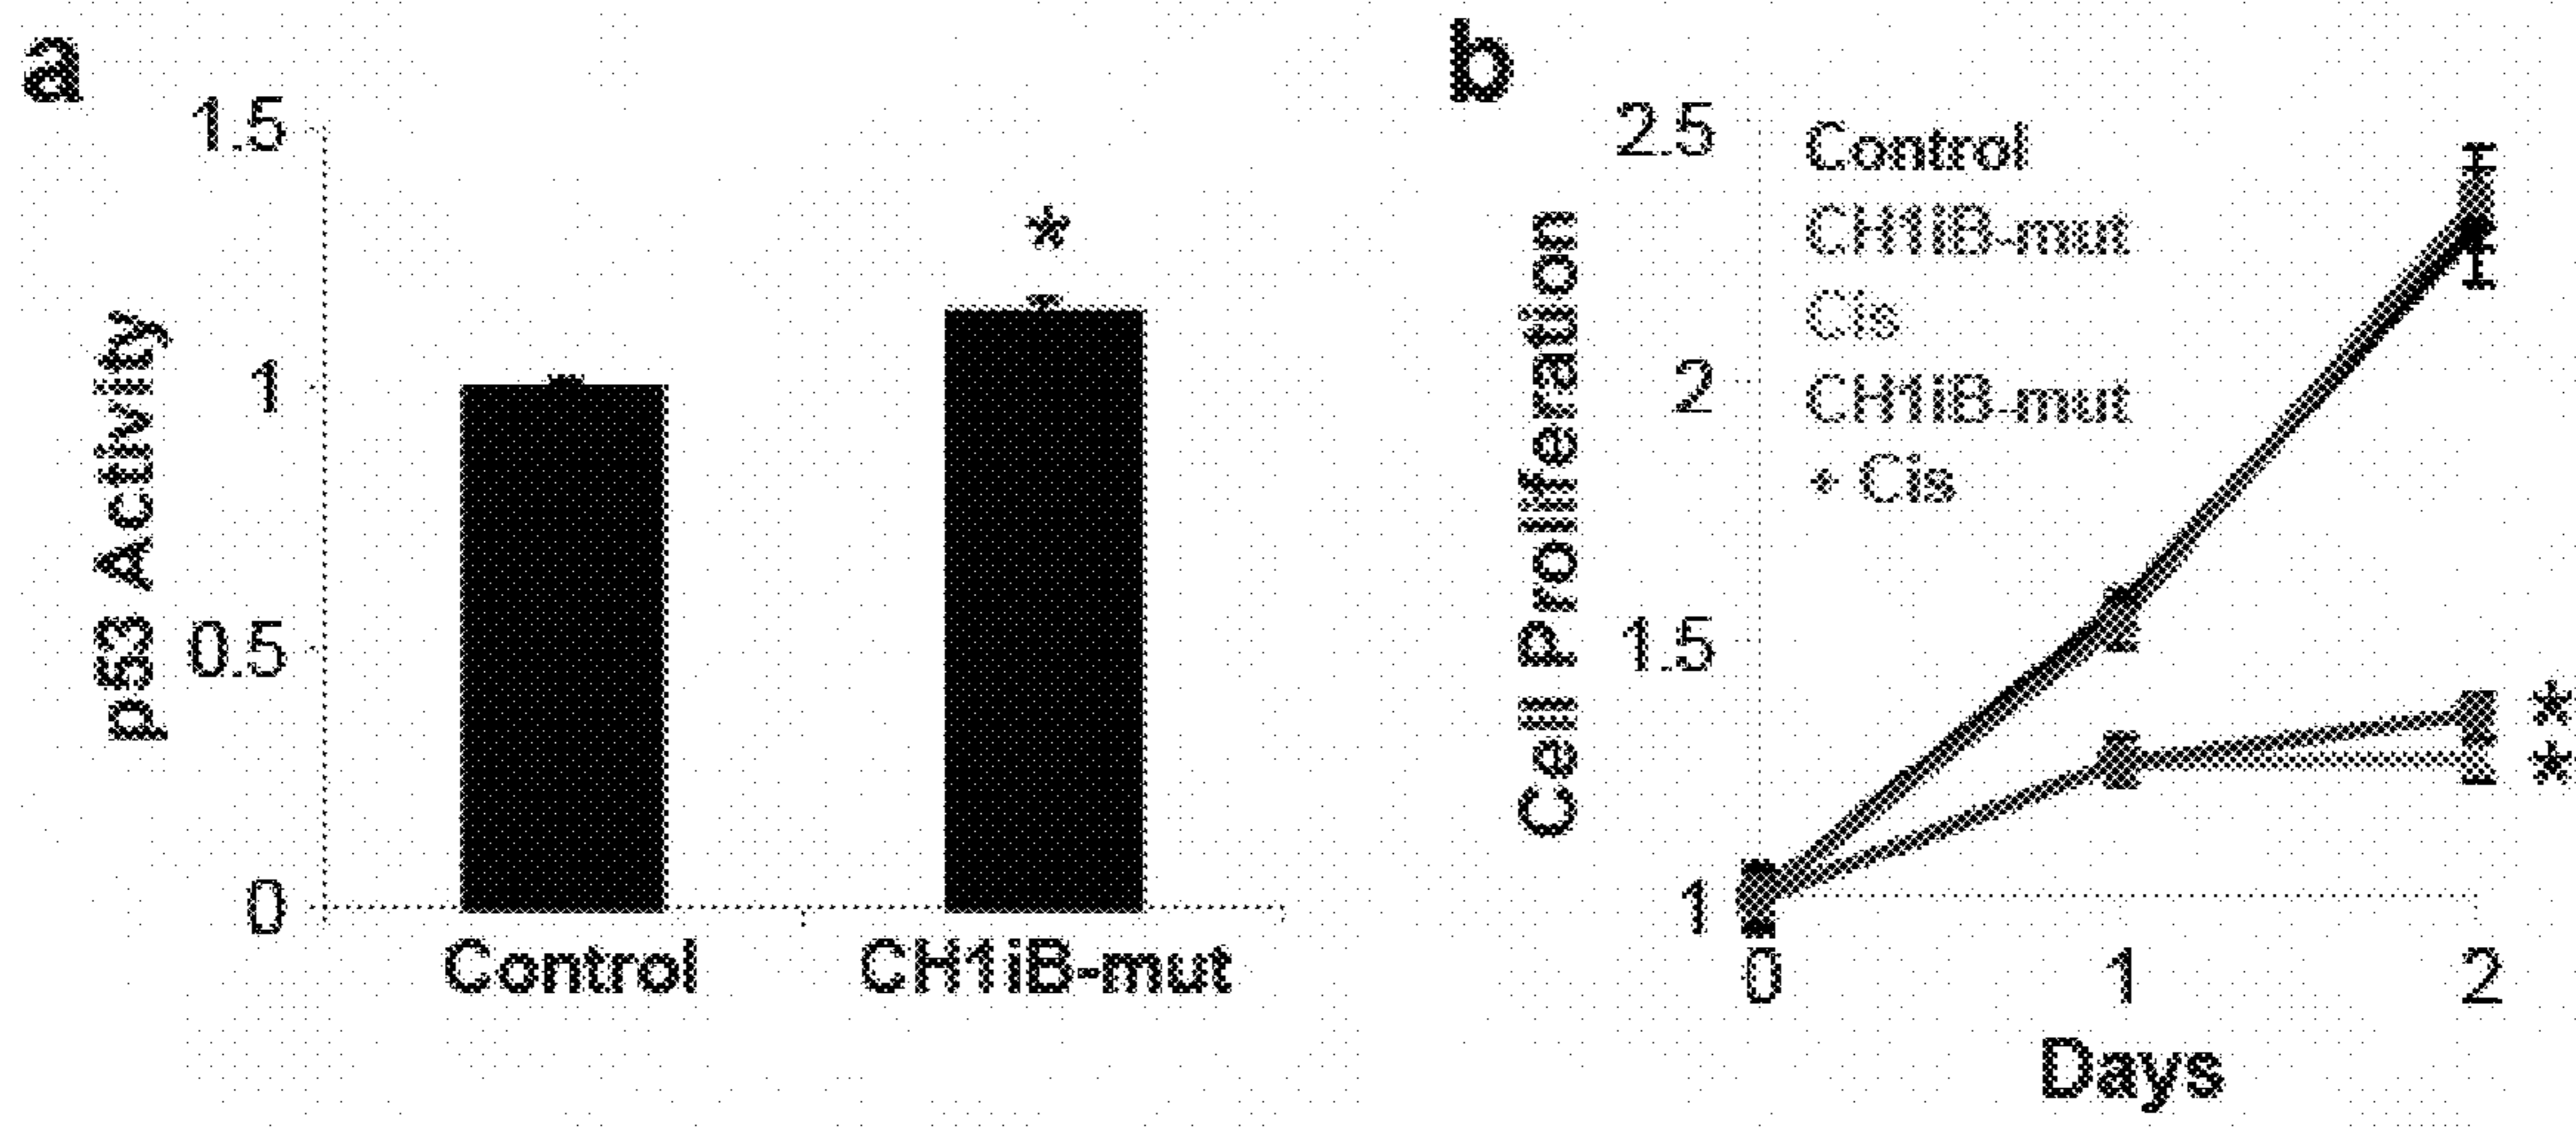 a
1.5
1
0.5
0
p53 Activity
*
Control
CH1iB-mut
b
2.5
2
1.5
1
Cell Proliferation
Control
CH1iB-mut
Cis
CH1iB-mut
+ Cis
*
*
0
1
2
Days